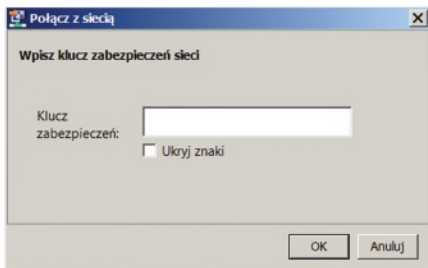 Połącz z siecią
Wpisz klucz zabezpieczeń sieci
Klucz
zabezpieczeń:
Ukryj znaki
OK Anuluj